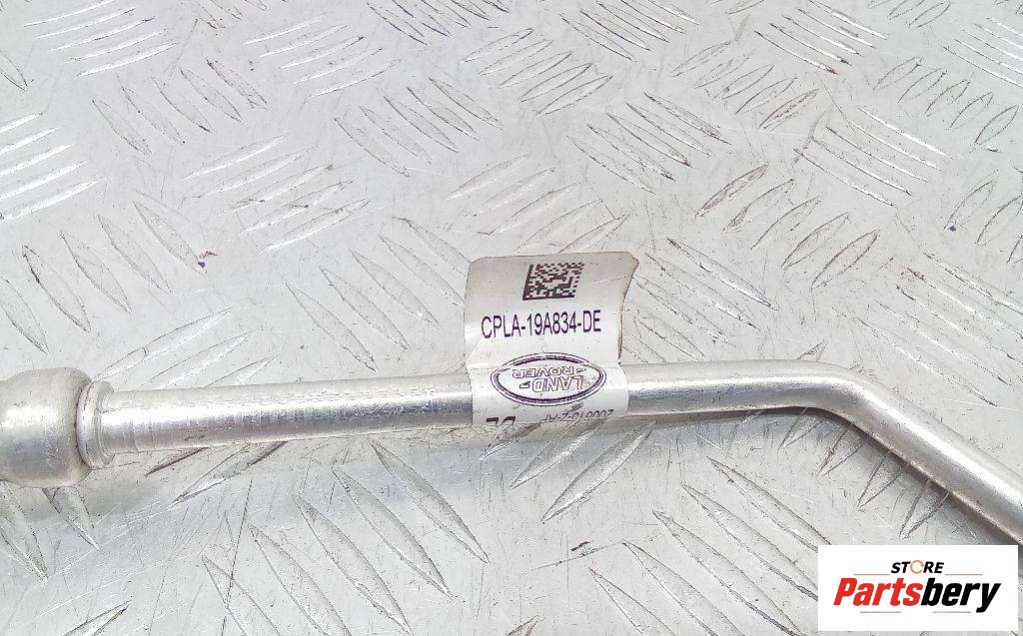 CPLA-19A834-DE
LAND
ROVER
STORE
Partsbery